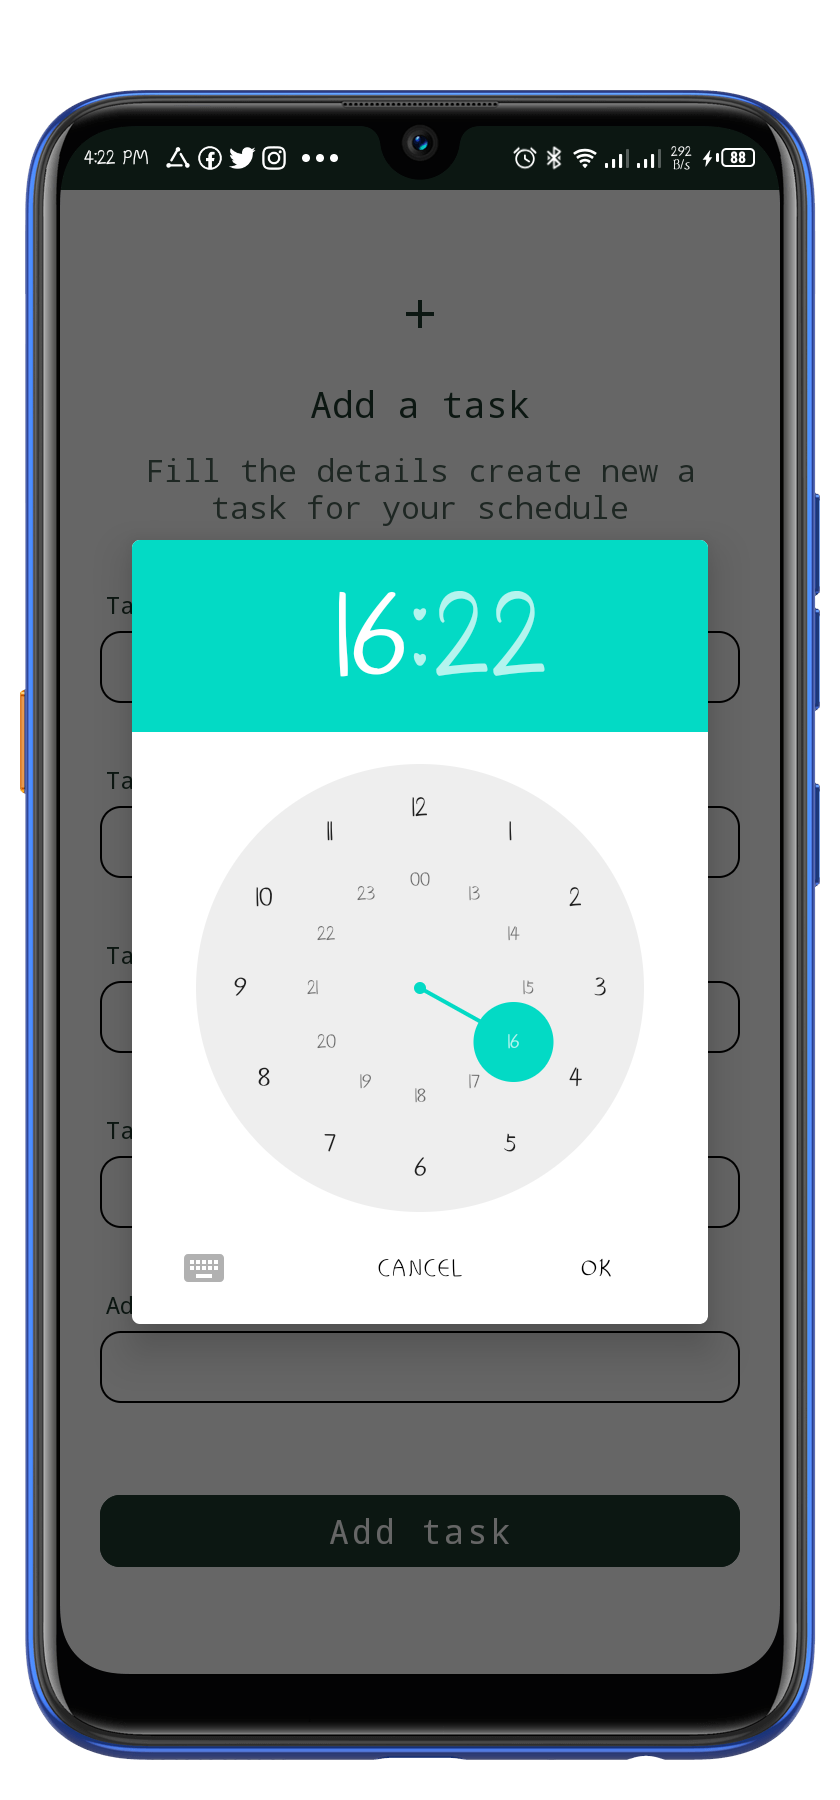 4:22 PM
292 B/s
88
Add a task
Fill the details create new a
task for your schedule
Ta
16:22
Ta
12
11
1
10
2
00
23
13
22
14
Ta
9
3
21
15
20
16
8
4
19
17
18
Ta
7
5
6
CANCEL
OK
Ad
Add task